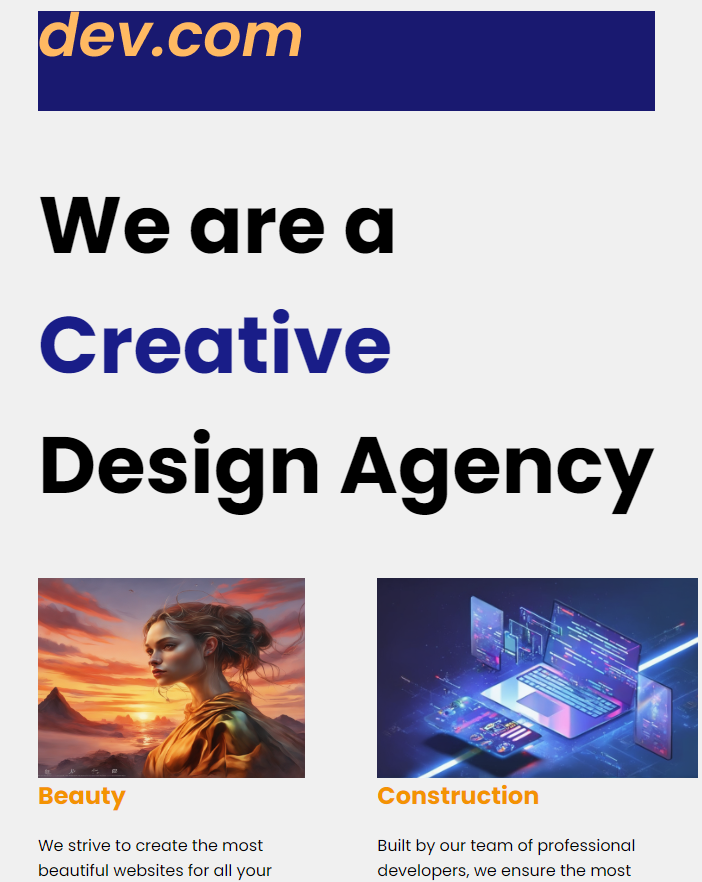 dev.com
We are a
Creative
Design Agency
Beauty
We strive to create the most
beautiful websites for all your
Construction
Built by our team of professional
developers, we ensure the most